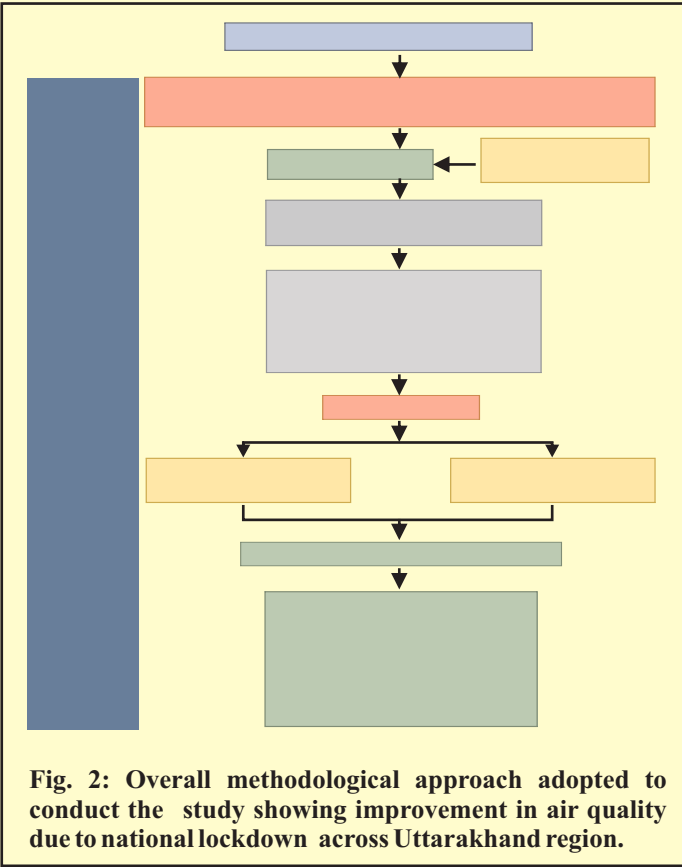 Fig. 2: Overall methodological approach adopted to
conduct the study showing improvement in air quality
due to national lockdown across Uttarakhand region.